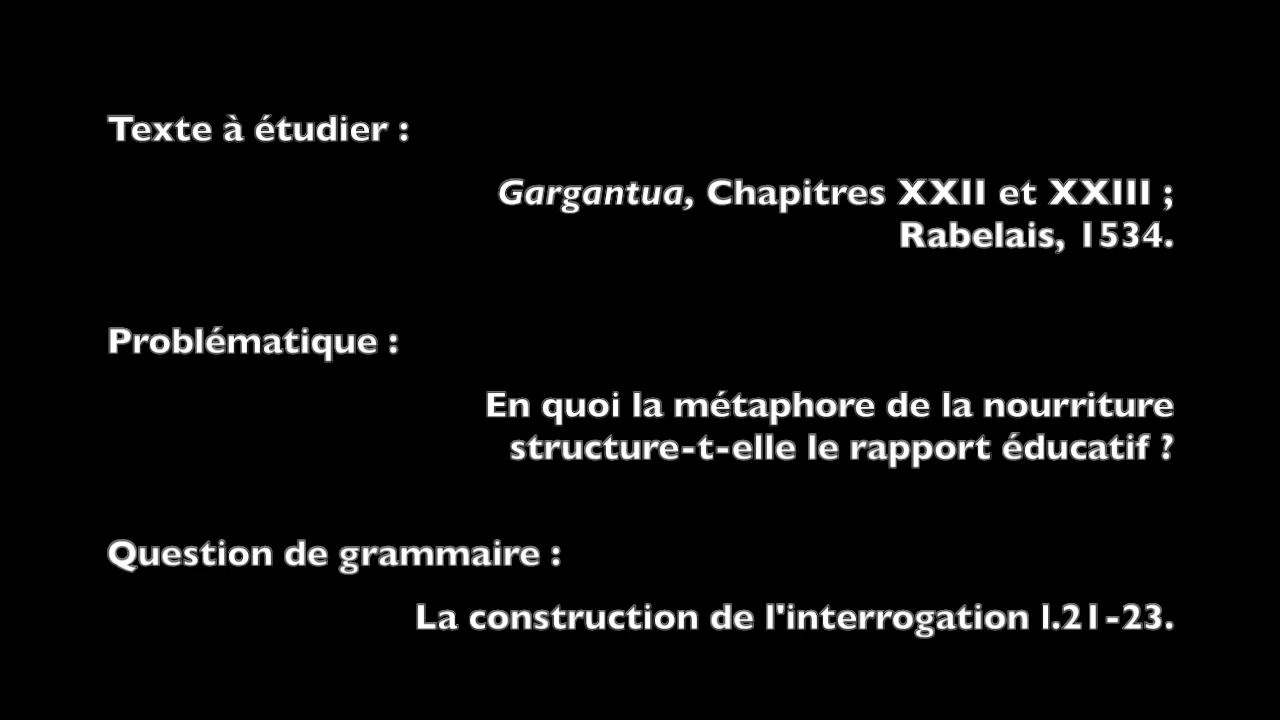 Texte à étudier :
Gargantua, Chapitres XXII et XXIII ;
Rabelais, 1534.
Problématique :
En quoi la métaphore de la nourriture
structure-t-elle le rapport éducatif ?
Question de grammaire :
La construction de l'interrogation l.21-23.